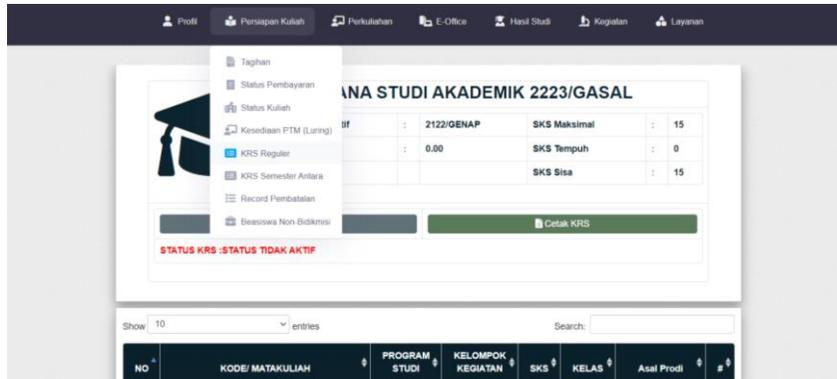 Profil Persiapan Kuliah Perkuliahan E-Office Hasil Studi Kegiatan Layanan
Tagihan
Status Pembayaran
Status Kuliah
Kesediaan PTM (Luring)
KRS Reguler
KRS Semester Antara
Record Pembatalan
Beasiswa Non-Bidikmisi
ANA STUDI AKADEMIK 2223/GASAL
tif : 2122/GENAP SKS Maksimal : 15
: 0.00 SKS Tempuh : 0
SKS Sisa : 15
Cetak KRS
STATUS KRS :STATUS TIDAK AKTIF
Show 10 entries Search:
NO KODE/ MATAKULIAH PROGRAM STUDI KELOMPOK KEGIATAN SKS KELAS Asal Prodi #